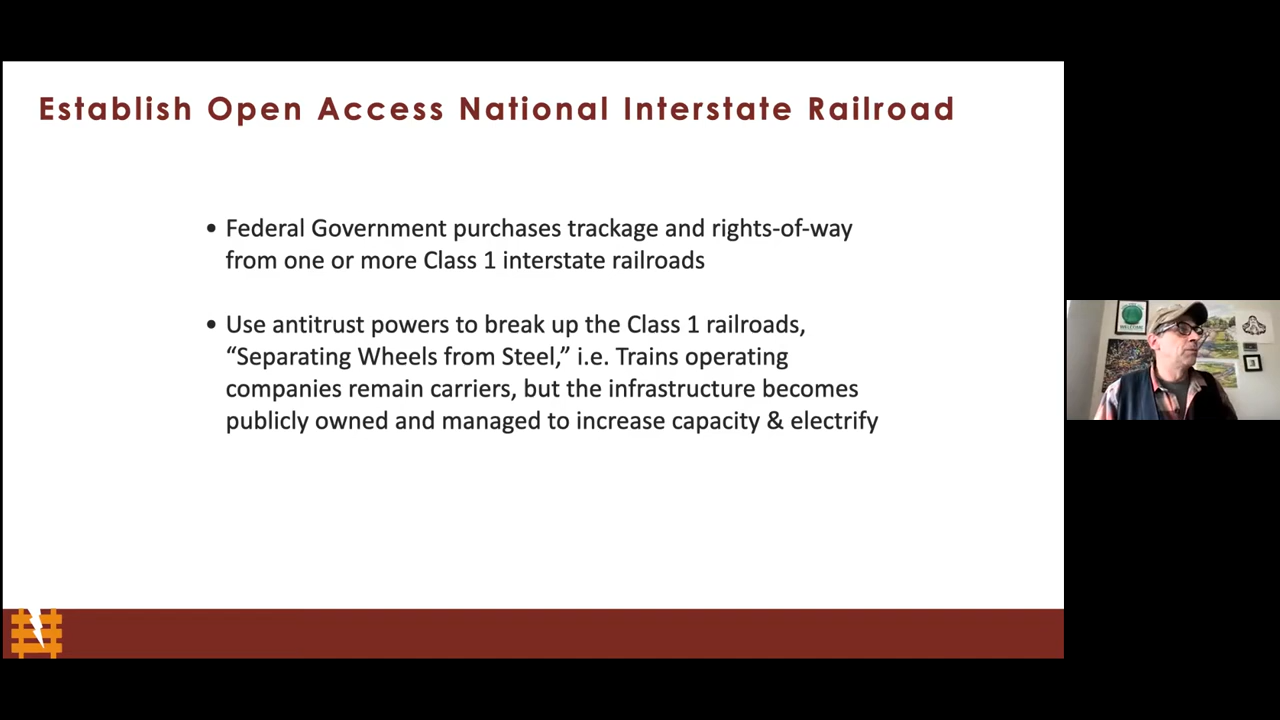 Establish Open Access National Interstate Railroad
• Federal Government purchases trackage and rights-of-way
from one or more Class 1 interstate railroads
• Use antitrust powers to break up the Class 1 railroads,
“Separating Wheels from Steel,” i.e. Trains operating
companies remain carriers, but the infrastructure becomes
publicly owned and managed to increase capacity & electrify